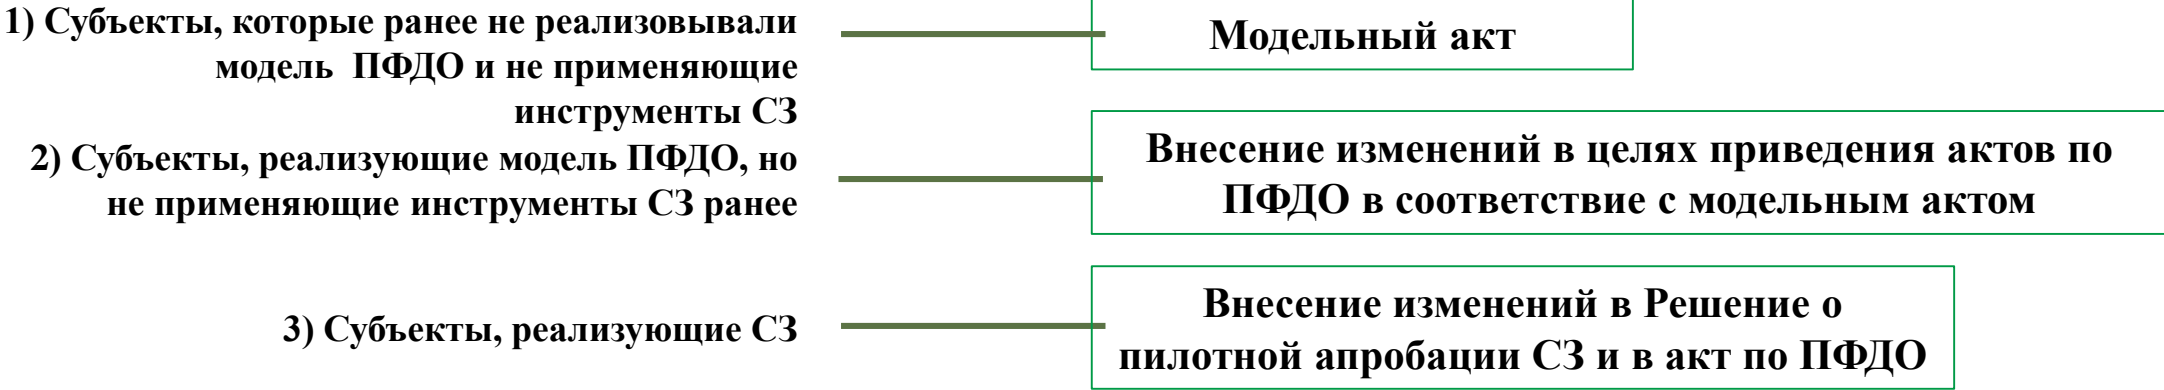 1) Субъекты, которые ранее не реализовывали
модель ПФДО и не применяющие
инструменты СЗ
Модельный акт
2) Субъекты, реализующие модель ПФДО, но
не применяющие инструменты СЗ ранее
Внесение изменений в целях приведения актов по
ПФДО в соответствие с модельным актом
3) Субъекты, реализующие СЗ
Внесение изменений в Решение о
пилотной апробации СЗ и в акт по ПФДО